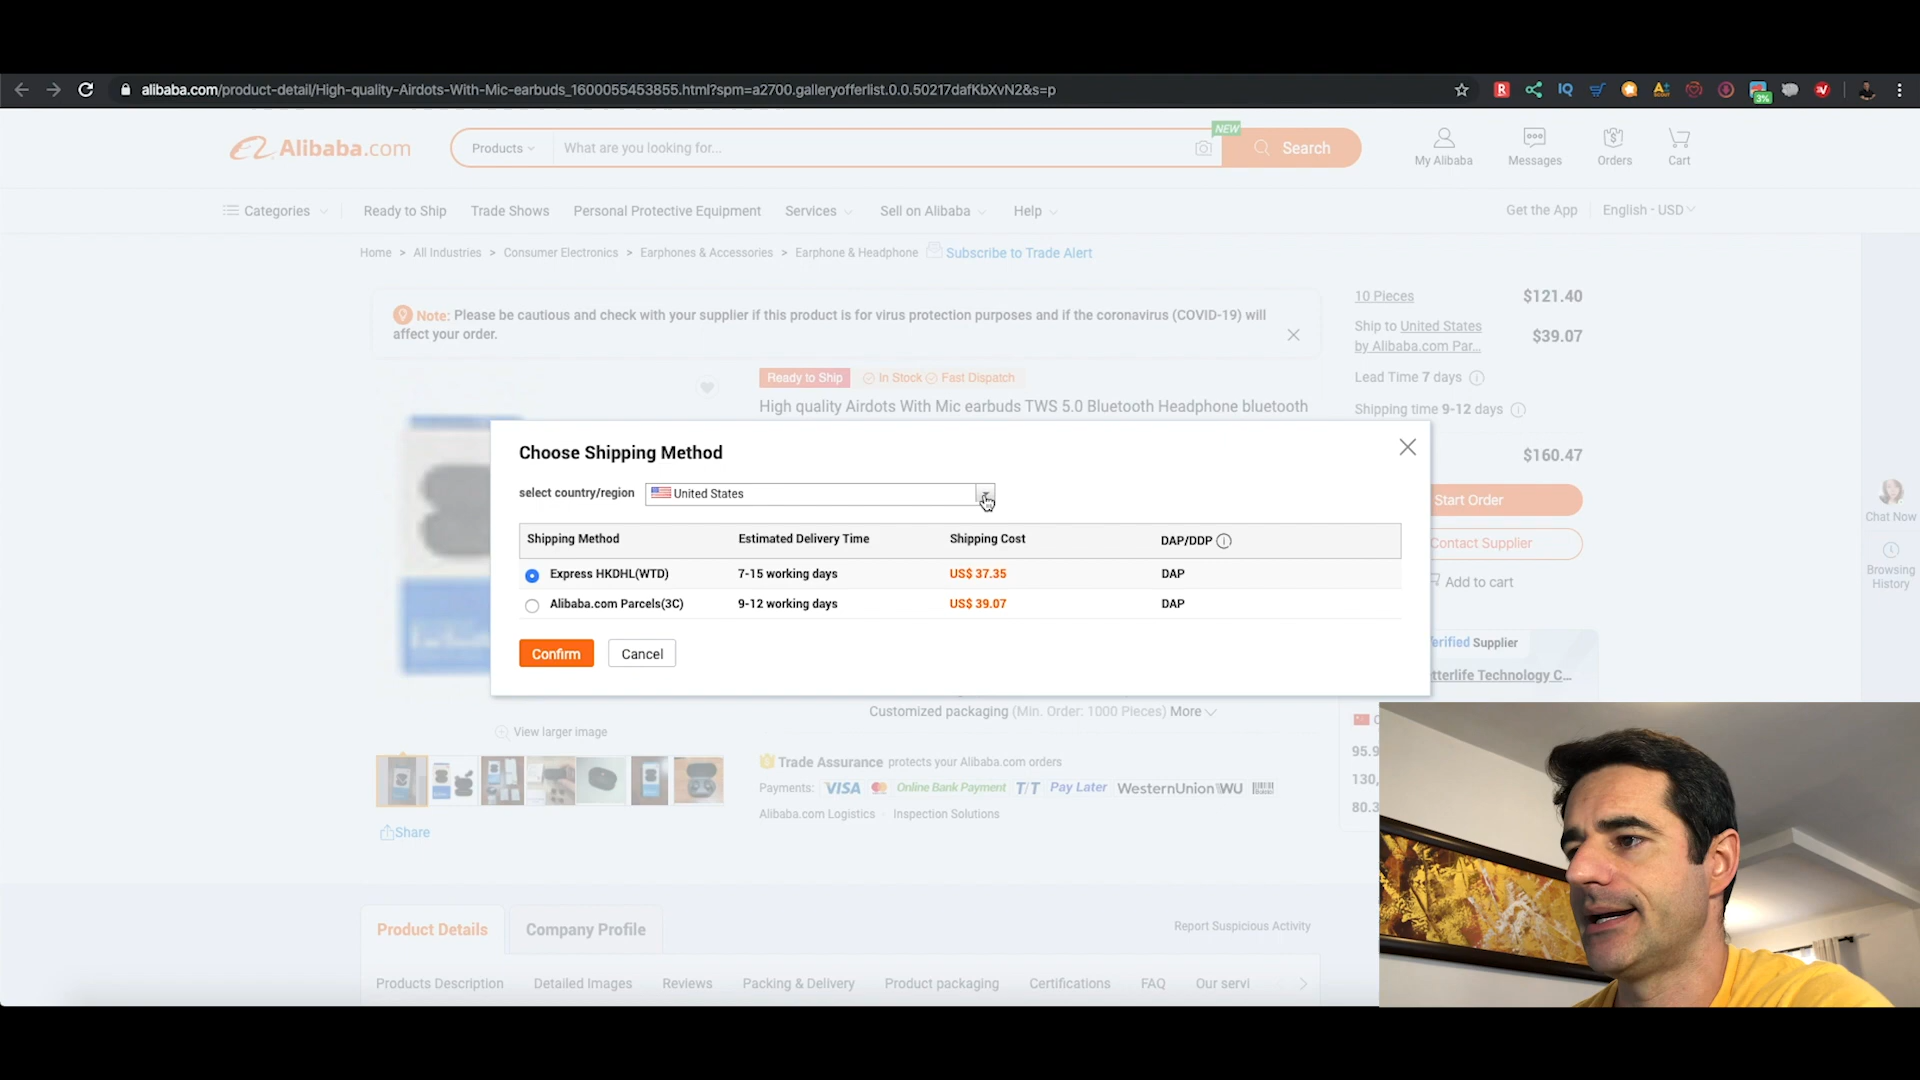 alibaba.com/product-detail/High-quality-Airdots-With-Mic-earbuds_1600055453855.html?spm=a2700.galleryofferlist.0.0.50217dafKbXvN2&s=p
R
IQ
3%
Alibaba.com
Products
What are you looking for...
NEW
Search
My Alibaba
Messages
Orders
Cart
Categories
Ready to Ship
Trade Shows
Personal Protective Equipment
Services
Sell on Alibaba
Help
Get the App
English - USD
Home > All Industries > Consumer Electronics > Earphones & Accessories > Earphone & Headphone
Subscribe to Trade Alert
Note: Please be cautious and check with your supplier if this product is for virus protection purposes and if the coronavirus (COVID-19) will
affect your order.
10 Pieces $121.40
Ship to United States
by Alibaba.com Par...
$39.07
Lead Time 7 days
Shipping time 9-12 days
$160.47
Start Order
Contact Supplier
Add to cart
Ready to Ship
In Stock
Fast Dispatch
High quality Airdots With Mic earbuds TWS 5.0 Bluetooth Headphone bluetooth
Choose Shipping Method
select country/region
United States
Shipping Method Estimated Delivery Time Shipping Cost DAP/DDP
Express HKDHL(WTD) 7-15 working days US$ 37.35 DAP
Alibaba.com Parcels(3C) 9-12 working days US$ 39.07 DAP
Confirm
Cancel
Chat Now
Browsing
History
erified Supplier
tterlife Technology C...
C
95.9
130,
80.3
Customized packaging (Min. Order: 1000 Pieces) More
View larger image
Trade Assurance protects your Alibaba.com orders
Payments: VISA Online Bank Payment T/T Pay Later WesternUnion WU
Alibaba.com Logistics · Inspection Solutions
Share
Product Details
Company Profile
Report Suspicious Activity
Products Description
Detailed Images
Reviews
Packing & Delivery
Product packaging
Certifications
FAQ
Our servi